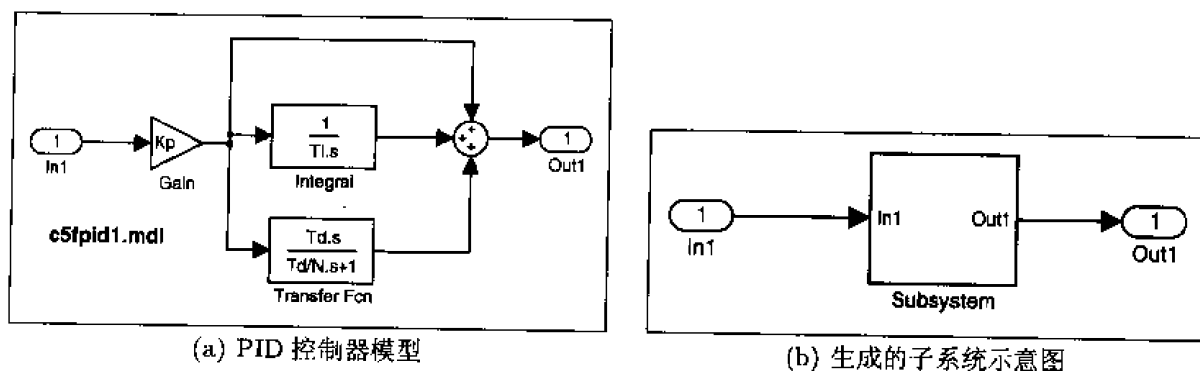 1
In1
Kp
Gain
1
Ti.s
Integral
Td.s
Td/N.s+1
Transfer Fcn
1
Out1
c5fpid1.mdl
(a) PID 控制器模型
1
In1
In1
Out1
Subsystem
1
Out1
(b) 生成的子系统示意图